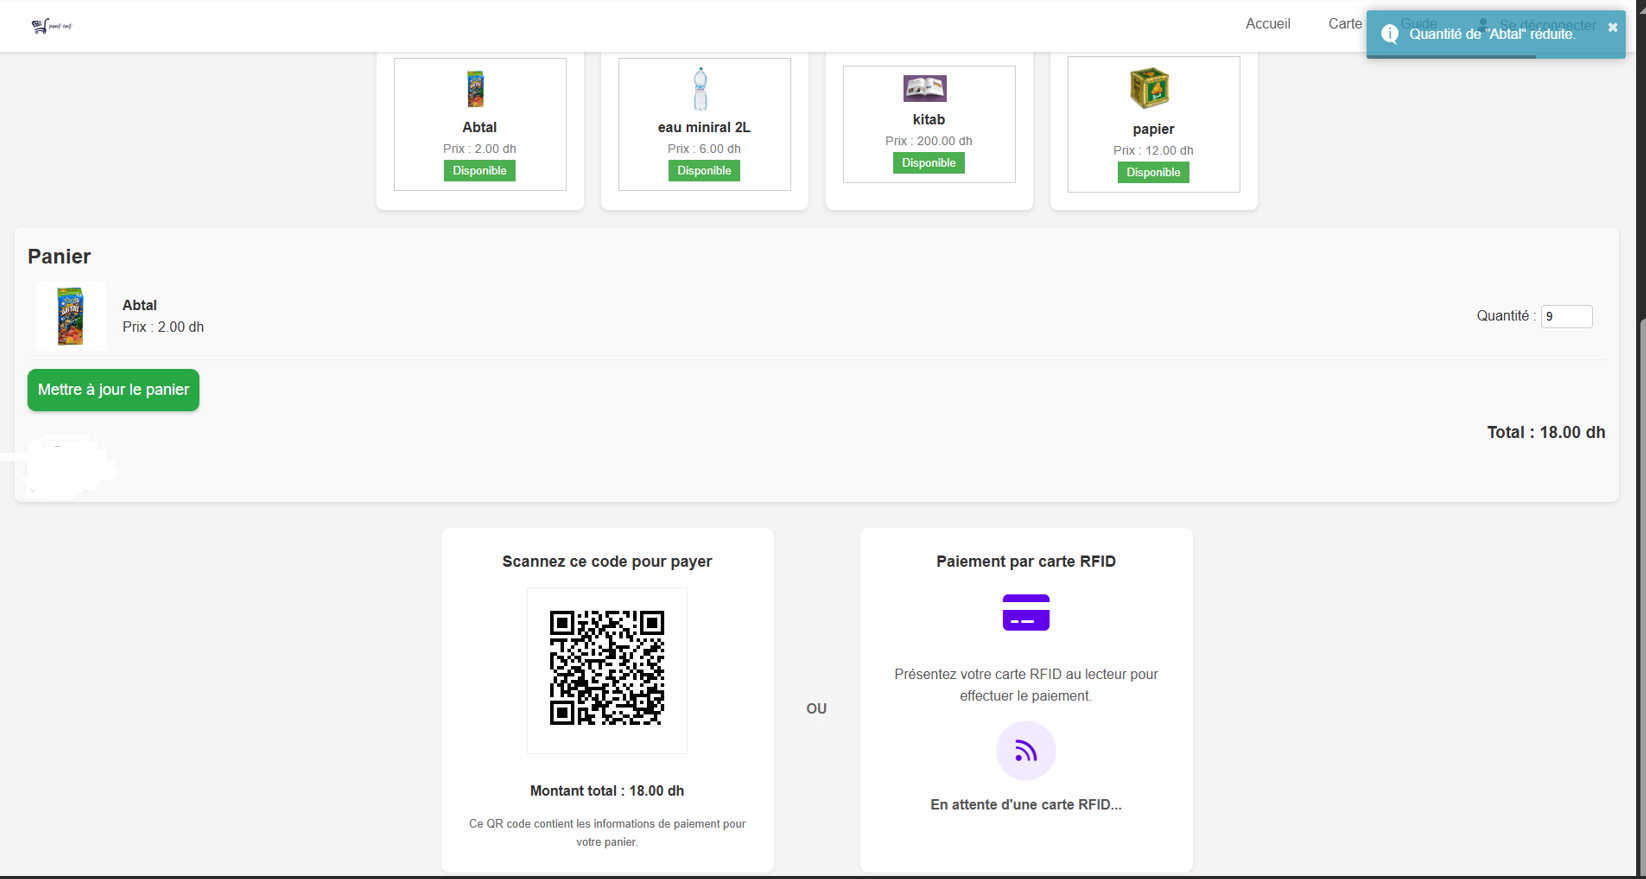 Accueil
Carte
Guide
Se déconnecter
Quantité de "Abtal" réduite.
Abtal
Prix : 2.00 dh
Disponible
eau miniral 2L
Prix : 6.00 dh
Disponible
kitab
Prix : 200.00 dh
Disponible
papier
Prix : 12.00 dh
Disponible
Panier
Abtal
Prix : 2.00 dh
Quantité : 9
Mettre à jour le panier
Total : 18.00 dh
Scannez ce code pour payer
Montant total : 18.00 dh
Ce QR code contient les informations de paiement pour
votre panier.
OU
Paiement par carte RFID
Présentez votre carte RFID au lecteur pour
effectuer le paiement.
En attente d'une carte RFID...